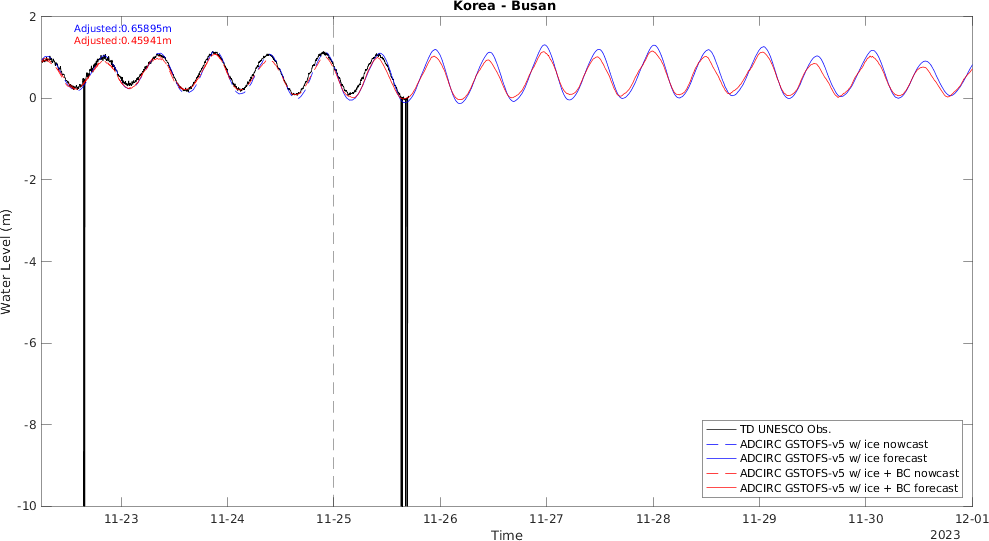 Korea - Busan
Adjusted:0.65895m
Adjusted:0.45941m
2
0
-2
-4
-6
-8
-10
Water Level (m)
TD UNESCO Obs.
ADCIRC GSTOFS-v5 w/ ice nowcast
ADCIRC GSTOFS-v5 w/ ice forecast
ADCIRC GSTOFS-v5 w/ ice + BC nowcast
ADCIRC GSTOFS-v5 w/ ice + BC forecast
11-23 11-24 11-25 11-26 11-27 11-28 11-29 11-30 12-01
Time
2023